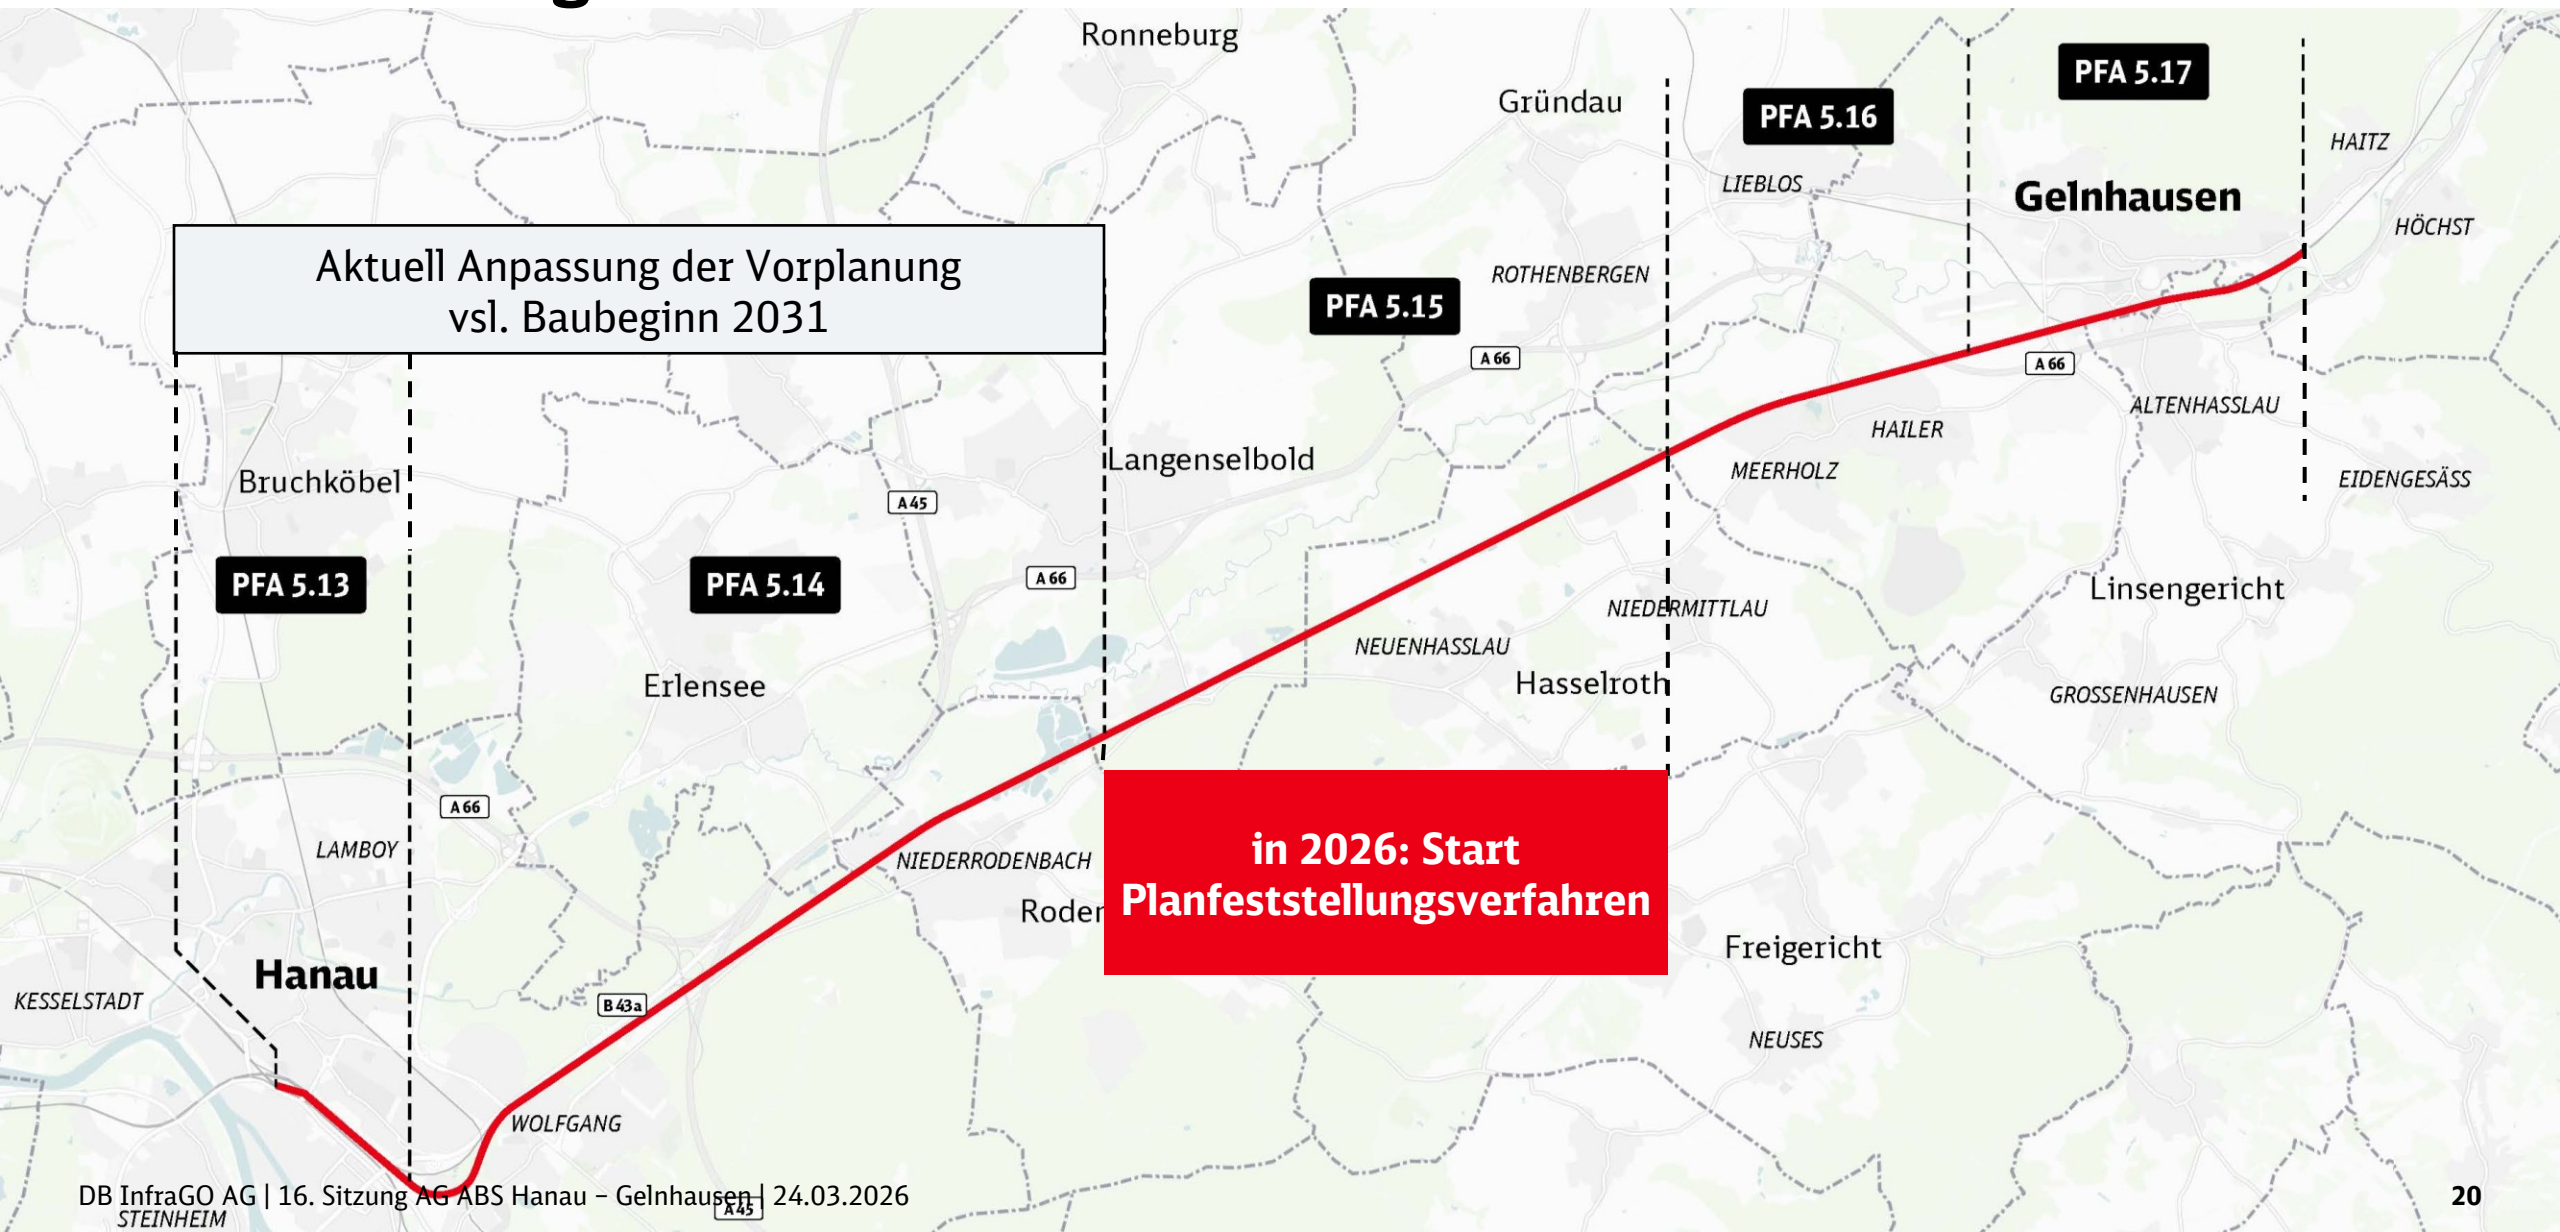 Ronneburg
PFA 5.17
Gründau
PFA 5.16
HAITZ
LIEBLOS
Gelnhausen
HÖCHST
Aktuell Anpassung der Vorplanung
vsl. Baubeginn 2031
ROTHENBERGEN
PFA 5.15
A 66
A 66
ALTENHASSLAU
HAILER
Langenselbold
MEERHOLZ
EIDENGESÄSS
Bruchköbel
A 45
PFA 5.13
PFA 5.14
A 66
Linsengericht
NIEDERMITTLAU
NEUENHASSLAU
Erlensee
Hasselroth
GROSSENHAUSEN
A 66
LAMBOY
NIEDERRODENBACH
in 2026: Start
Planfeststellungsverfahren
Roden
Freigericht
Hanau
KESSELSTADT
B 43a
NEUSES
WOLFGANG
DB InfraGO AG | 16. Sitzung AG ABS Hanau – Gelnhausen | 24.03.2026
20
A 45
STEINHEIM